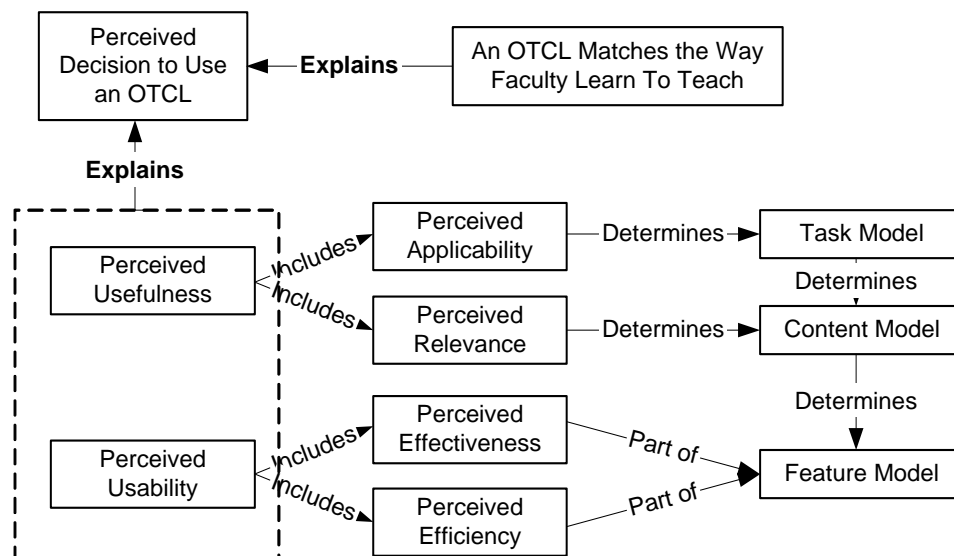 Perceived
Decision to Use
an OTCL
Explains
An OTCL Matches the Way
Faculty Learn To Teach
Explains
Perceived
Usefulness
Includes
Includes
Perceived
Applicability
Determines
Task Model
Determines
Perceived
Relevance
Determines
Content Model
Determines
Perceived
Usability
Includes
Includes
Perceived
Effectiveness
Part of
Feature Model
Perceived
Efficiency
Part of